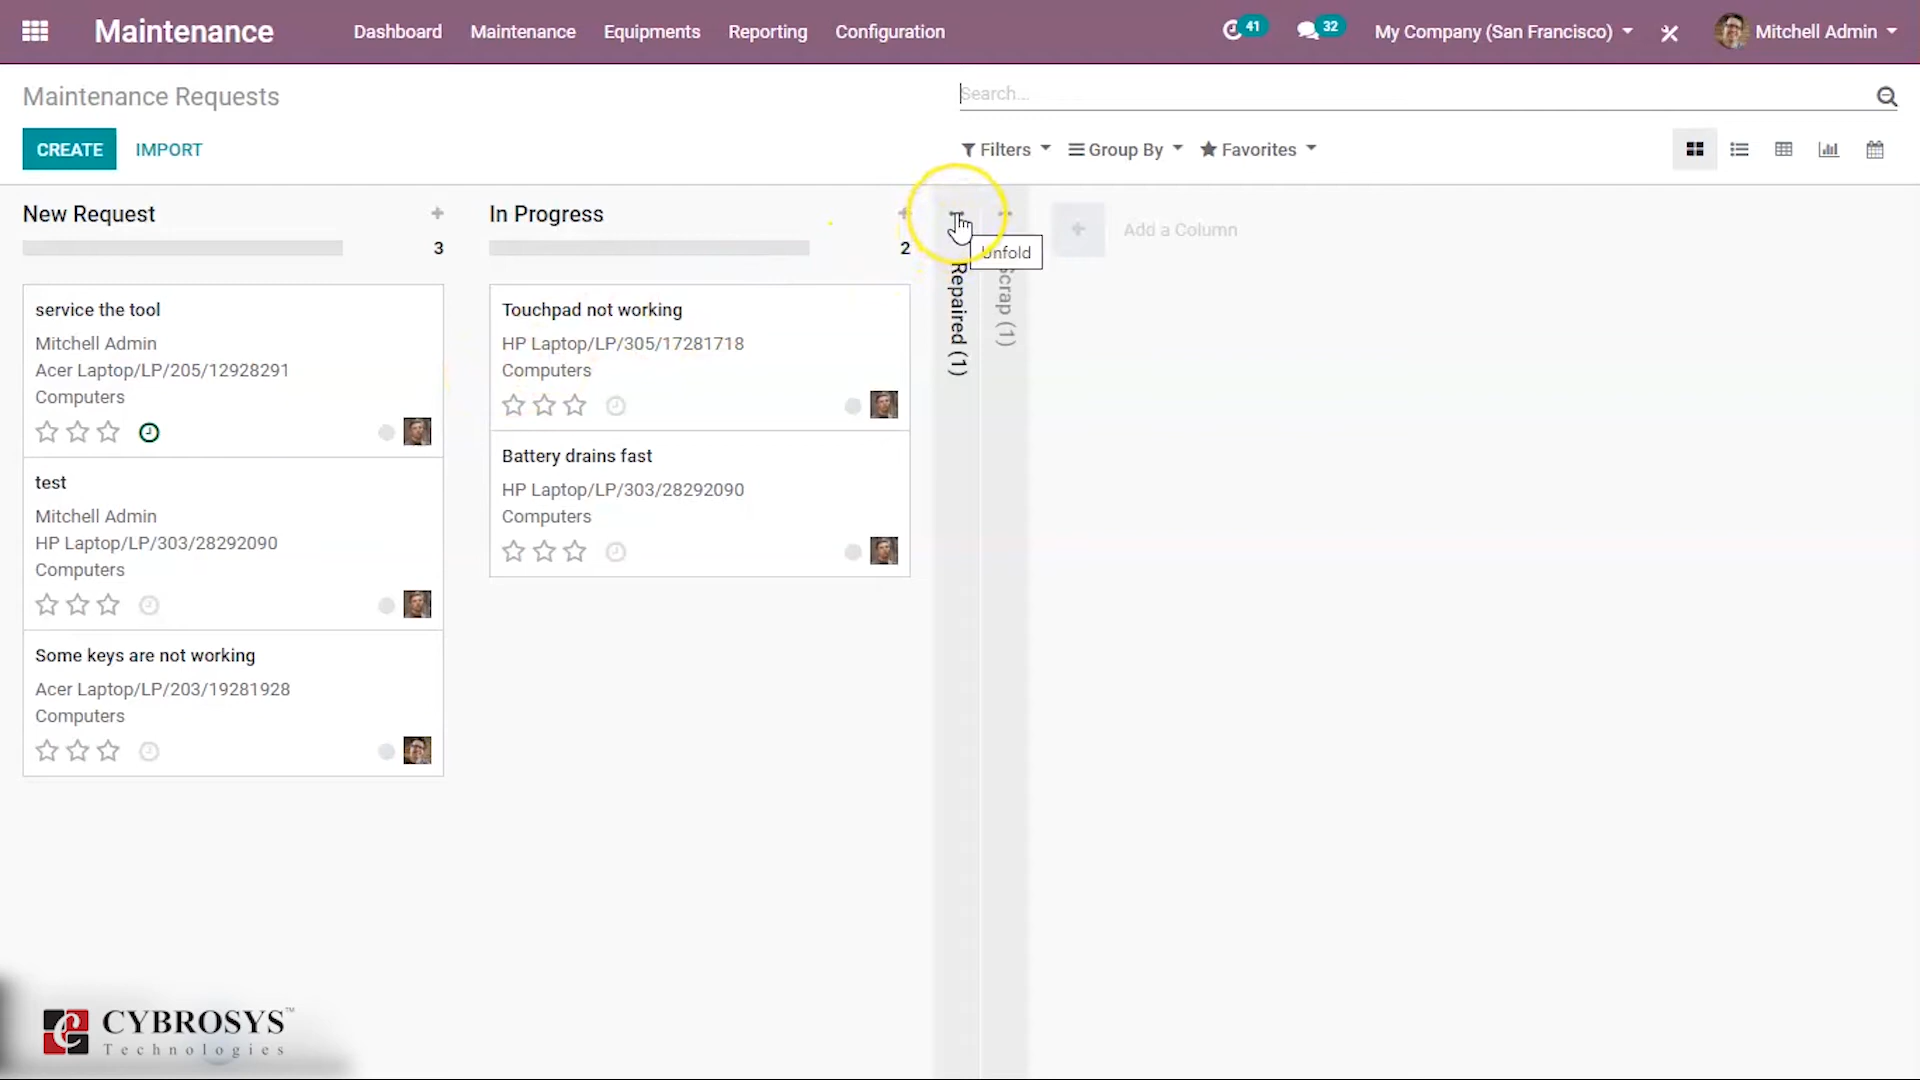 Maintenance
Dashboard
Maintenance
Equipments
Reporting
Configuration
41
32
My Company (San Francisco)
Mitchell Admin
Maintenance Requests
Search...
CREATE
IMPORT
Filters
Group By
Favorites
New Request
3
service the tool
Mitchell Admin
Acer Laptop/LP/205/12928291
Computers
test
Mitchell Admin
HP Laptop/LP/303/28292090
Computers
Some keys are not working
Acer Laptop/LP/203/19281928
Computers
In Progress
2
Touchpad not working
HP Laptop/LP/305/17281718
Computers
Battery drains fast
HP Laptop/LP/303/28292090
Computers
Unfold
Repaired (1)
Scrap (1)
Add a Column
CYBROSYS™
Technologies